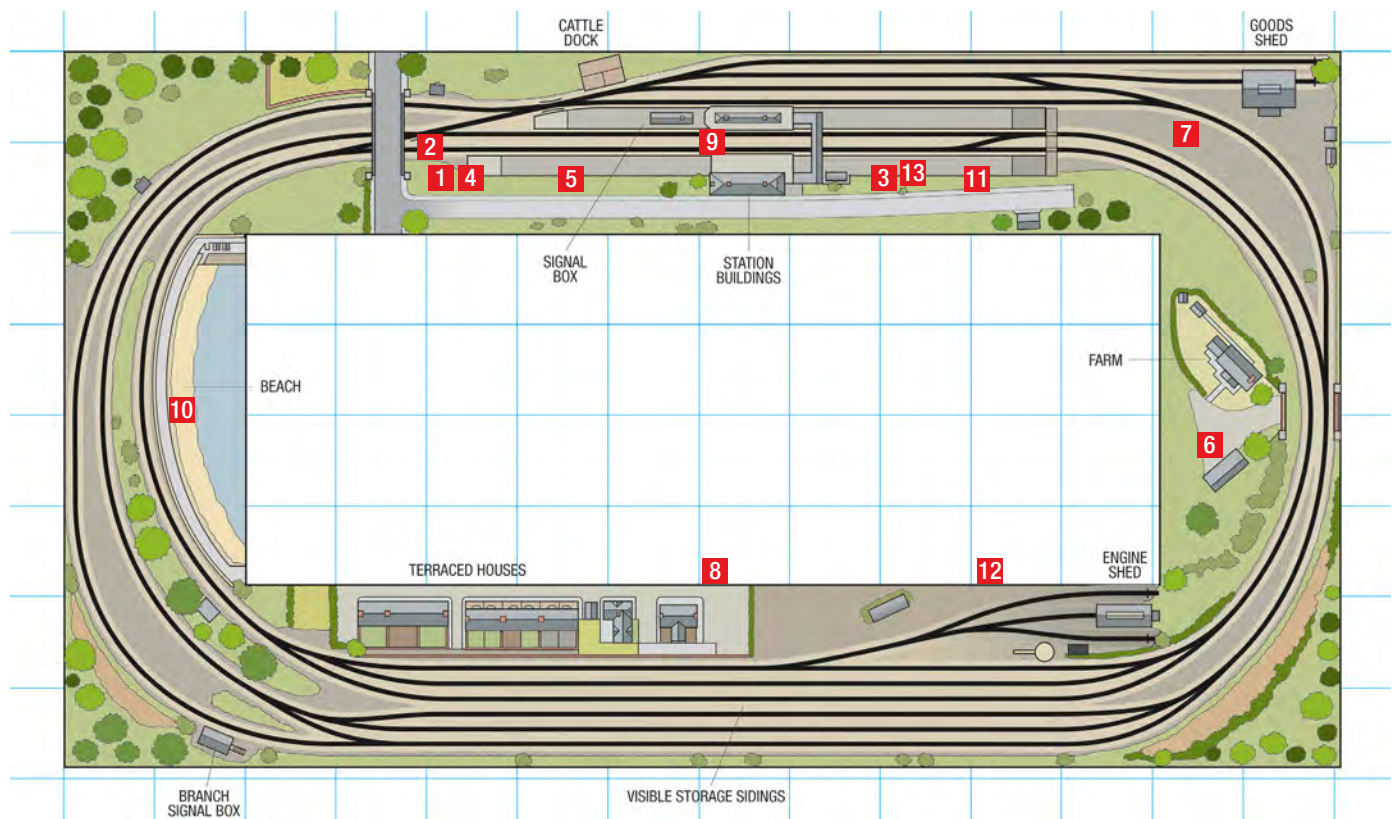 CATTLE
DOCK
GOODS
SHED
2
9
7
1
4
5
3
13
11
SIGNAL
BOX
STATION
BUILDINGS
FARM
BEACH
10
6
TERRACED HOUSES
8
12
ENGINE
SHED
BRANCH
SIGNAL BOX
VISIBLE STORAGE SIDINGS